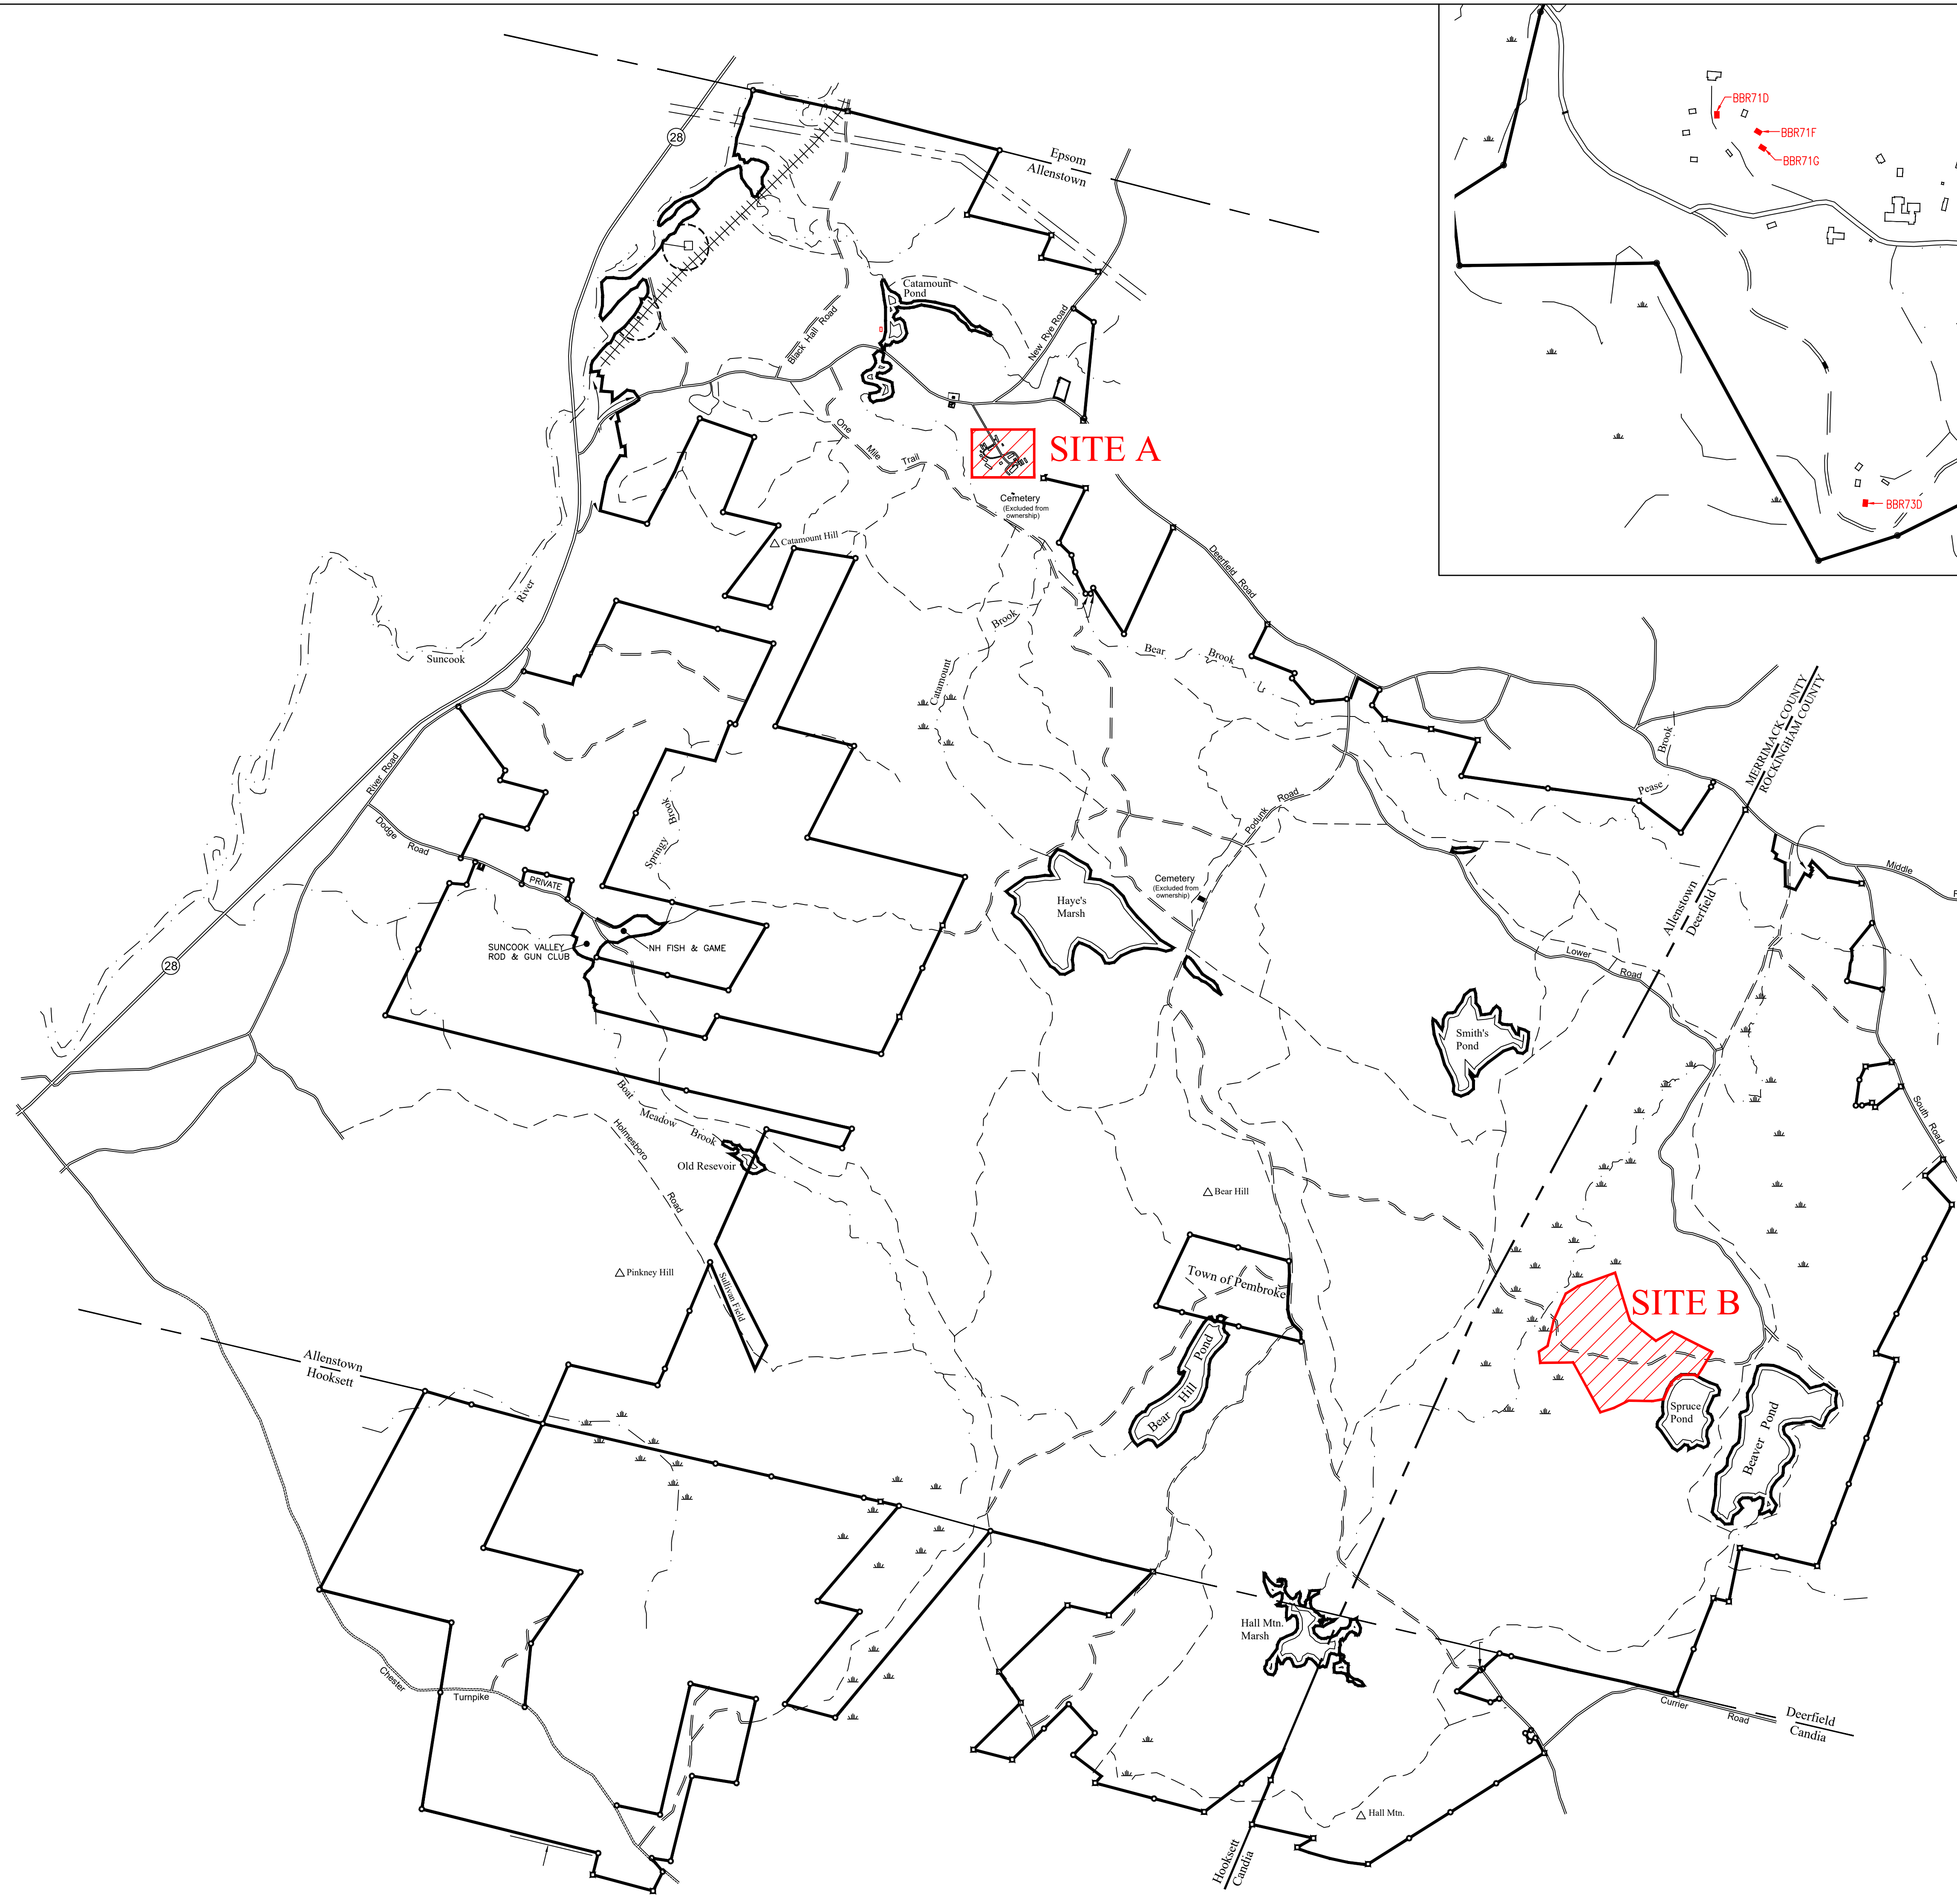 28
Epsom
Allenstown
BBR71D
BBR71F
BBR71G
BBR73D
Catamount
Pond
Black Hall Road
New Rye Road
One
Mile
Trail
SITE A
Cemetery
(Excluded from
ownership)
Catamount Hill
Deerfield
Road
River
Suncook
Brook
Catamount
Bear
Brook
MERRIMACK COUNTY
ROCKINGHAM COUNTY
Brook
Pease
River Road
Dodge
Road
Brook
Springy
Podunk
Road
Middle
PRIVATE
SUNCOOK VALLEY
ROD & GUN CLUB
NH FISH & GAME
Haye's
Marsh
Cemetery
(Excluded from
ownership)
Allenstown
Deerfield
Lower
Road
28
Smith's
Pond
South
Road
Boat
Meadow
Brook
Holmesboro
Road
Old Resevoir
Bear Hill
Pinkney Hill
Sullivan Field
Town of Pembroke
SITE B
Allenstown
Hooksett
Bear
Hill
Pond
Spruce
Pond
Beaver
Pond
Hall Mtn.
Marsh
Chester
Turnpike
Currier
Road
Deerfield
Candia
Hall Mtn.
Hooksett
Candia